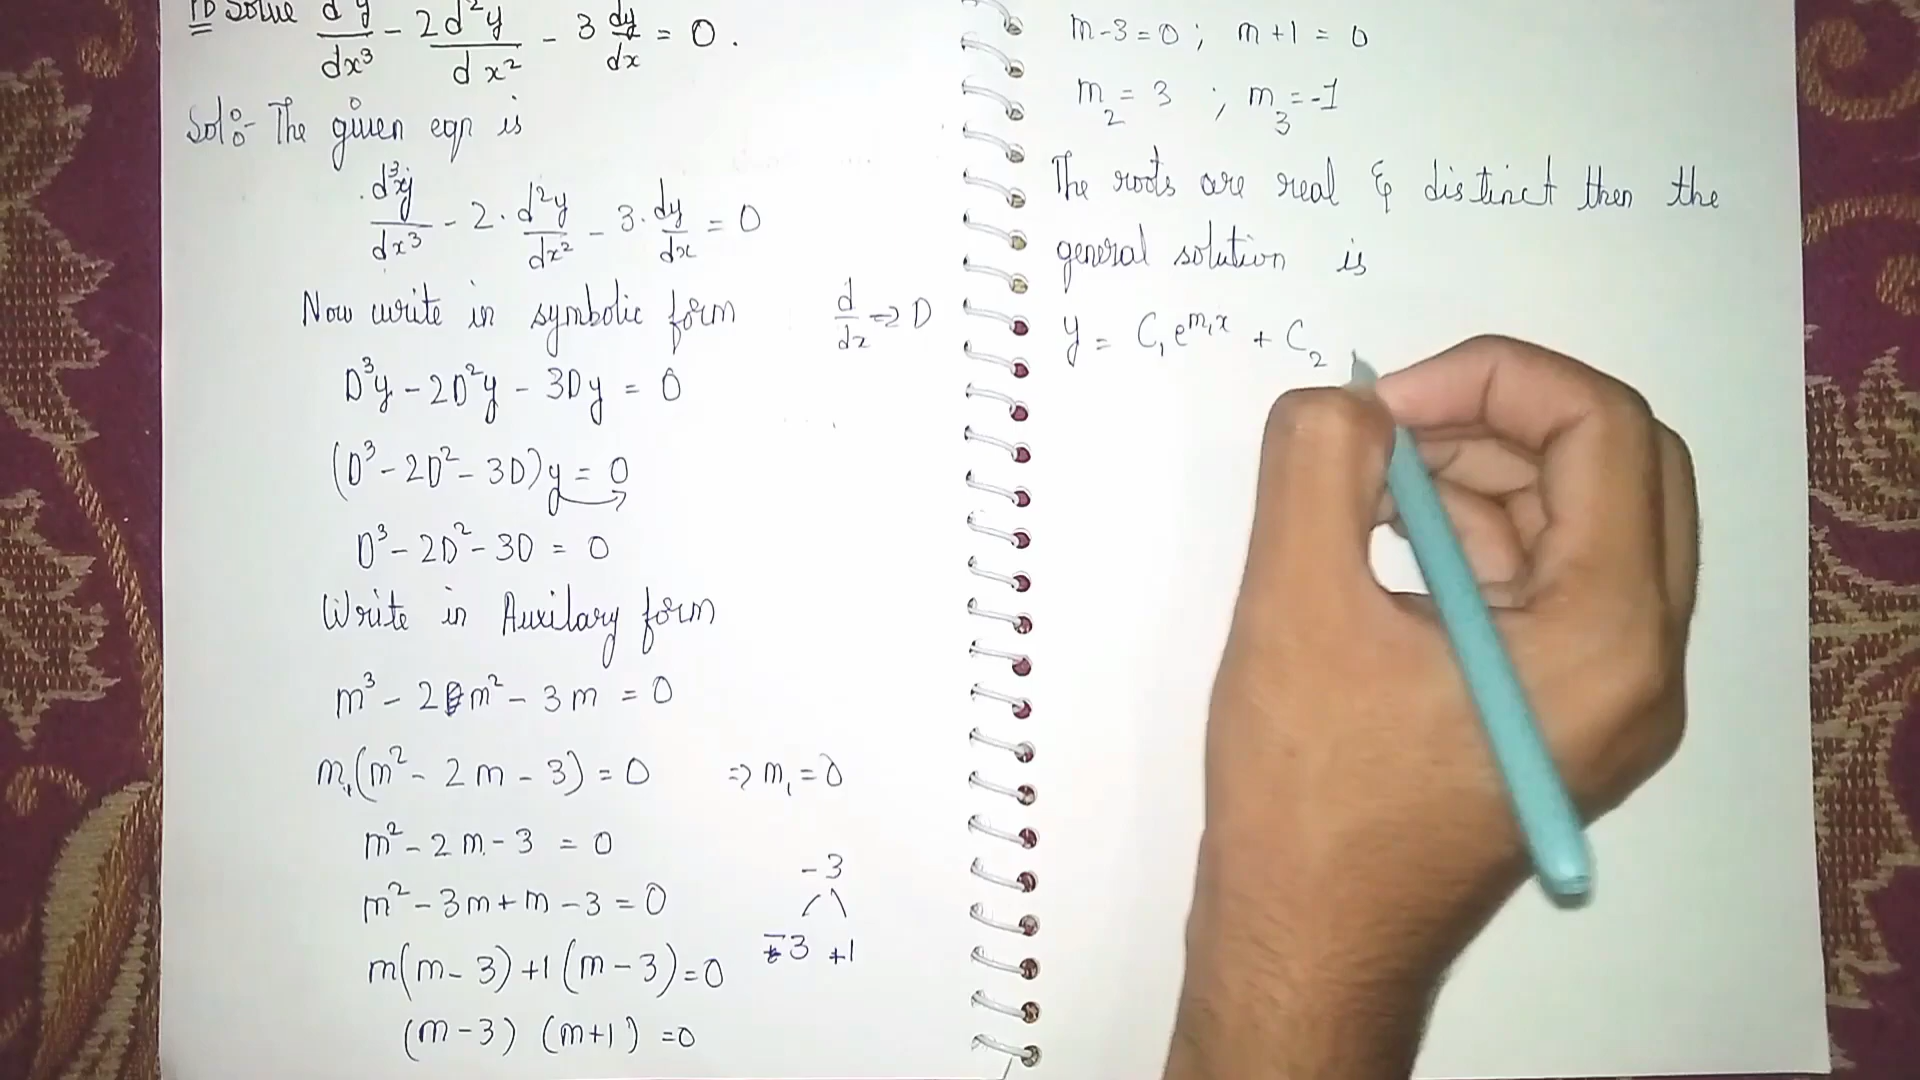 1) Solve d³y/dx³ - 2d²y/dx² - 3 dy/dx = 0.
Sol:- The given eqn is
d³y/dx³ - 2·d²y/dx² - 3·dy/dx = 0
Now write in symbolic form d/dx => D
D³y - 2D²y - 3Dy = 0
(D³ - 2D² - 3D)y = 0
D³ - 2D² - 3D = 0
Write in Auxilary form
m³ - 2m² - 3m = 0
m(m² - 2m - 3) = 0 => m₁ = 0
m² - 2m - 3 = 0
-3
m² - 3m + m - 3 = 0
-3 +1
m(m - 3) +1 (m - 3) = 0
(m - 3) (m+1) = 0
m - 3 = 0 ; m + 1 = 0
m₂ = 3 ; m₃ = -1
The roots are real & distinct then the
general solution is
y = C₁e^m₁x + C₂